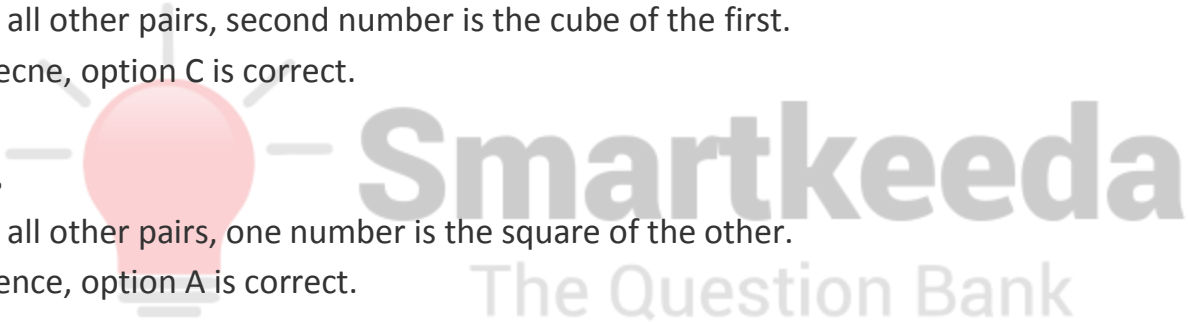 all other pairs, second number is the cube of the first.
ecne, option C is correct.
Smartkeeda
.
all other pairs, one number is the square of the other.
ence, option A is correct.
The Question Bank